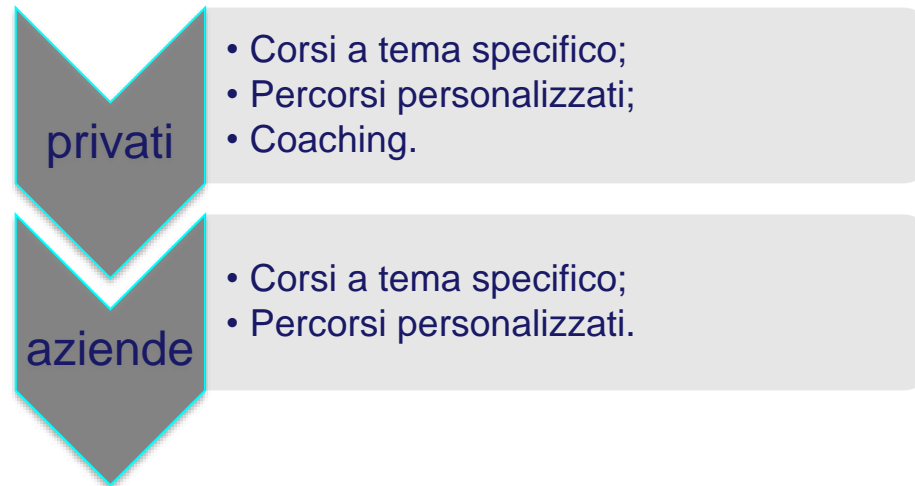 privati
• Corsi a tema specifico;
• Percorsi personalizzati;
• Coaching.
aziende
• Corsi a tema specifico;
• Percorsi personalizzati.